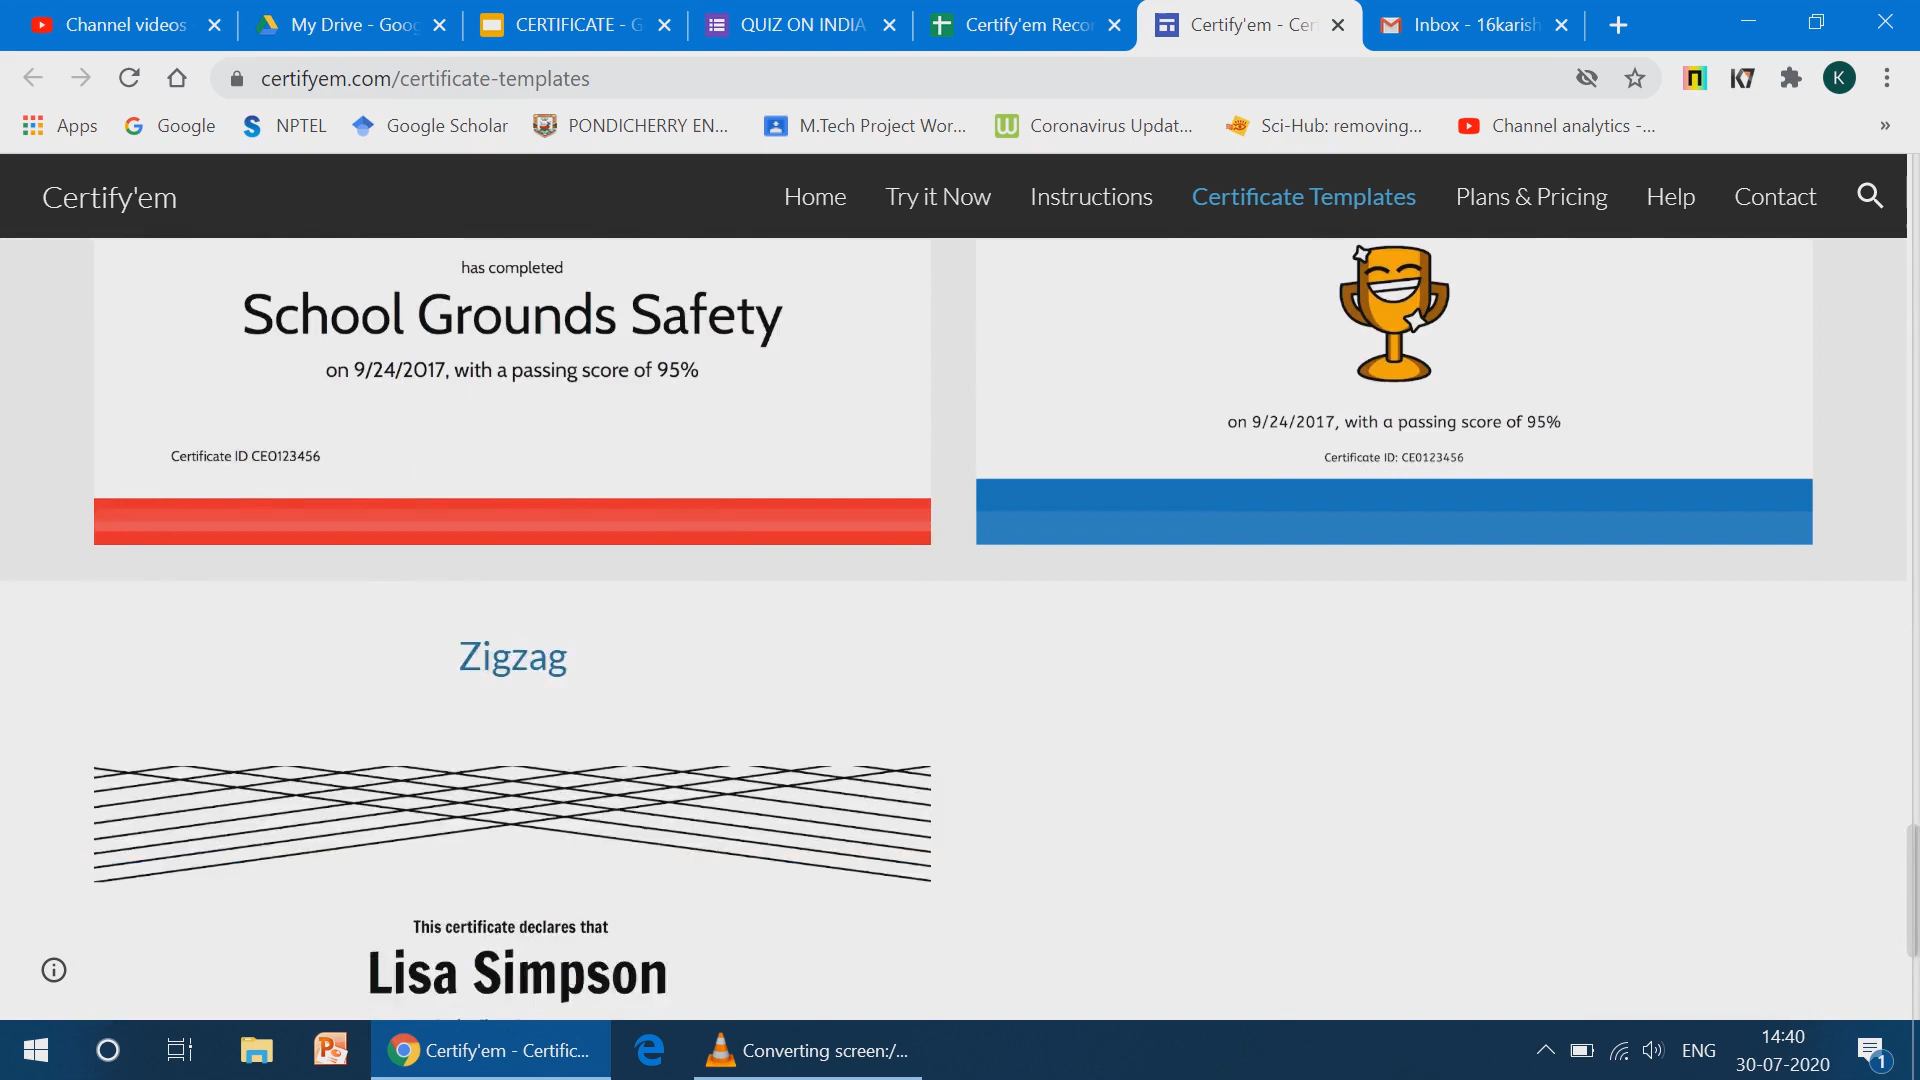 Channel videos
My Drive - Goog
CERTIFICATE - G
QUIZ ON INDIA
Certify'em Reco
Certify'em - Cer
Inbox - 16karish
certifyem.com/certificate-templates
K7
K
Apps
Google
NPTEL
Google Scholar
PONDICHERRY EN...
M.Tech Project Wor...
Coronavirus Updat...
Sci-Hub: removing...
Channel analytics -...
»
Certify'em
Home
Try it Now
Instructions
Certificate Templates
Plans & Pricing
Help
Contact
has completed
School Grounds Safety
on 9/24/2017, with a passing score of 95%
Certificate ID CE0123456
on 9/24/2017, with a passing score of 95%
Certificate ID: CE0123456
Zigzag
This certificate declares that
Lisa Simpson
Certify'em - Certific...
Converting screen:/...
ENG
14:40
30-07-2020
1